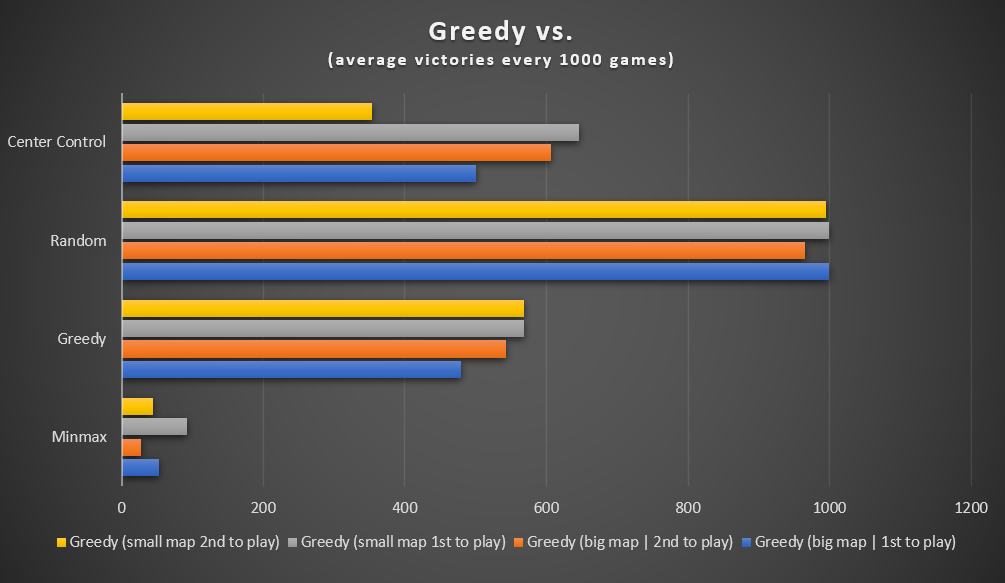 Greedy vs.
(average victories every 1000 games)
Center Control
Random
Greedy
Minmax
0 200 400 600 800 1000 1200
Greedy (small map 2nd to play) Greedy (small map 1st to play) Greedy (big map | 2nd to play) Greedy (big map | 1st to play)